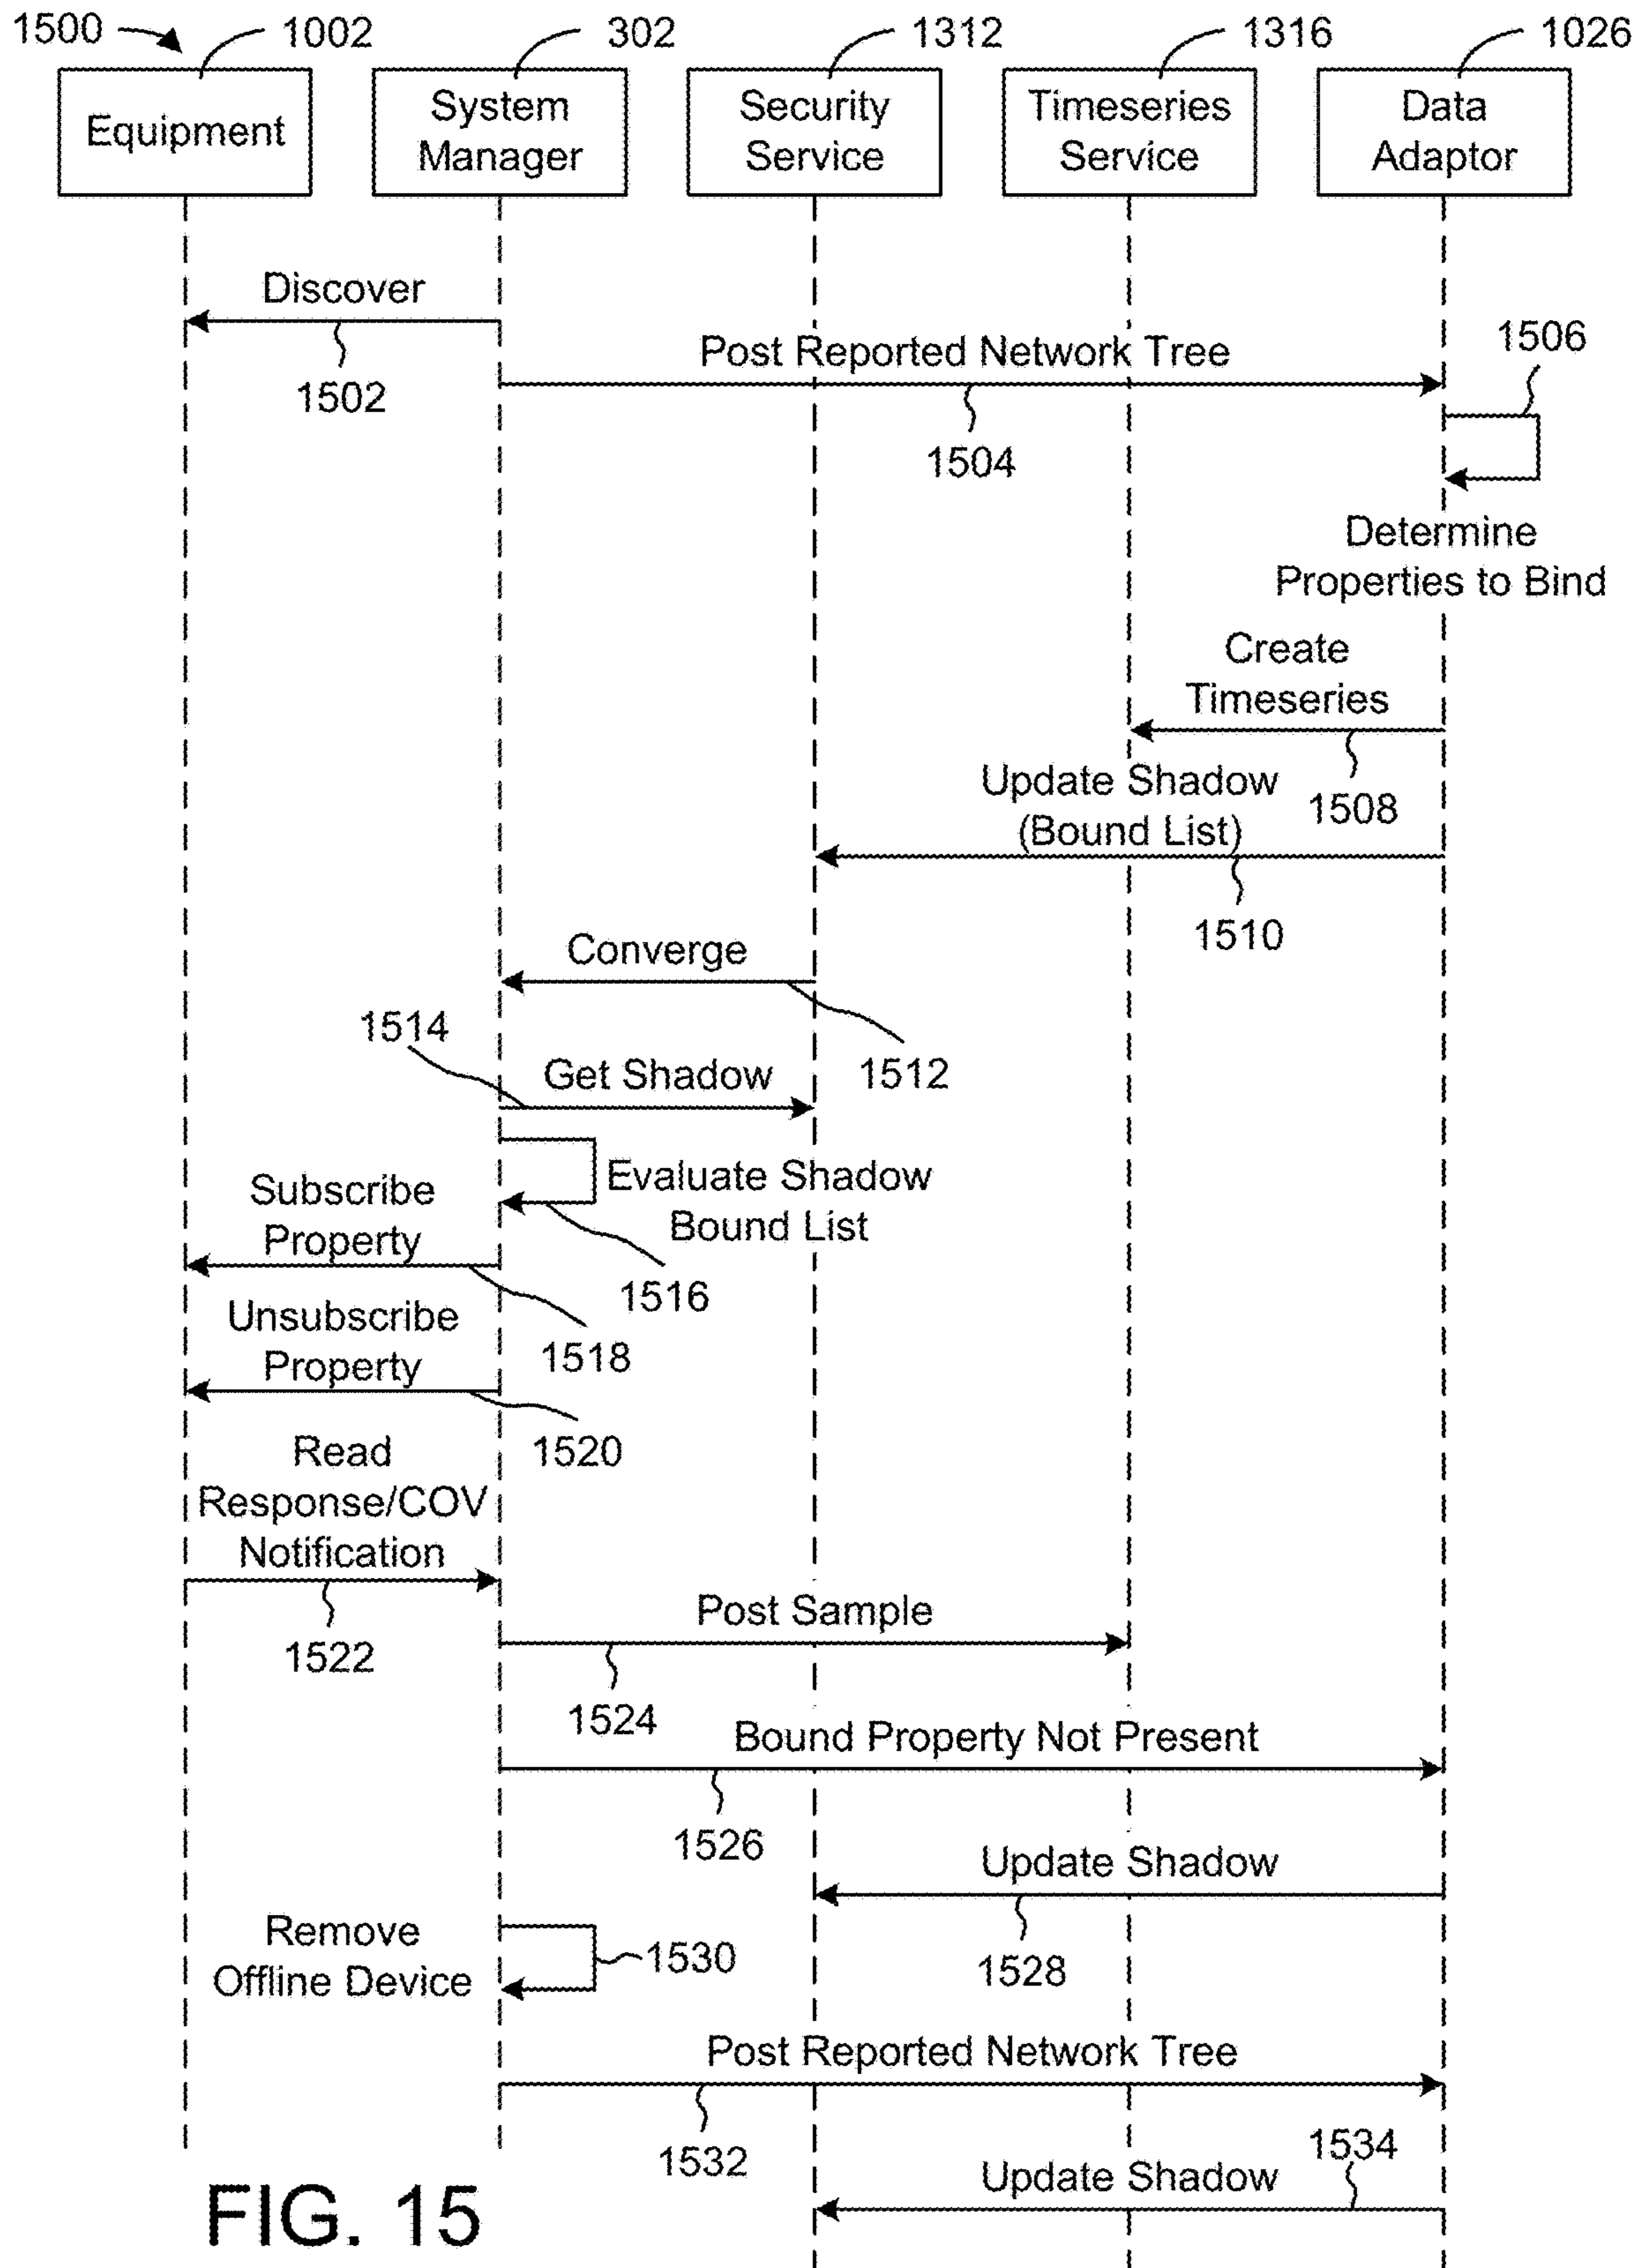 1500
1002
302
1312
1316
1026
Equipment
System
Manager
Security
Service
Timeseries
Service
Data
Adaptor
Discover
1502
Post Reported Network Tree
1504
1506
Determine
Properties to Bind
Create
Timeseries
1508
Update Shadow
(Bound List)
1510
Converge
1512
1514
Get Shadow
Evaluate Shadow
Bound List
1516
Subscribe
Property
1518
Unsubscribe
Property
1520
Read
Response/COV
Notification
1522
Post Sample
1524
Bound Property Not Present
1526
Update Shadow
1528
Remove
Offline Device
1530
Post Reported Network Tree
1532
1534
Update Shadow
FIG. 15